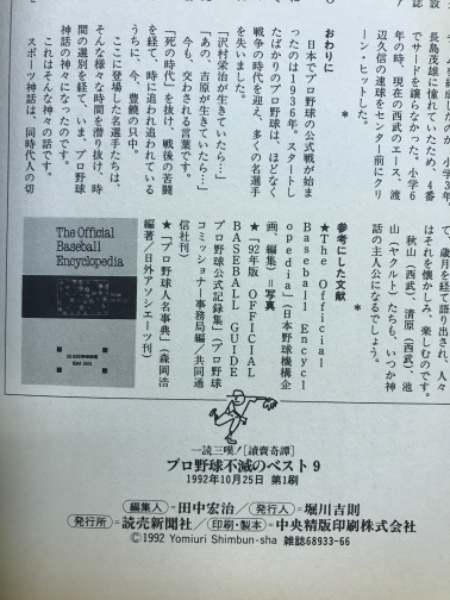 長島茂雄に憧れていたため、4番
でサードを譲らなかった。小学6
年の時、現在の西武のエース、渡
辺久信の速球をセンター前にクリ
ーン・ヒットした。
＊
おわりに
日本でプロ野球の公式戦が始ま
ったのは1936年。スタートし
たばかりのプロ野球は、ほどなく
戦争の時代を迎え、多くの名選手
を失いました。
「沢村栄治が生きていたら…」
「あの、吉原が生きていたら…」
今も、交わされる言葉です。
「死の時代」を抜け、戦後の苦闘
を経て、時に追われ追われている
うちに、今、豊饒の只中。
ここに登場した名選手たちは、
そんな様々な時間を潜り抜け、時
間の選別を経て、いま、プロ野球
神話の神々になったのです。
これはそんな神々の話です。
スポーツ神話は、同時代人の切
て、歳月を経て語り出され、人々
はそれを懐かしみ、楽しむのです。
秋山（西武）、清原（西武）、池
山（ヤクルト）たちも、いつか神
話の主人公になるでしょう。
＊
参考にした文献
★「The Official
Baseball Encycl
opedia」（日本野球機構企
画、編集）＝写真
★「'92年版 OFFICIAL
BASEBALL GUIDE
プロ野球公式記録集」（プロ野球
コミッショナー事務局編／共同通
信社刊）
★「プロ野球人名事典」（森岡浩
編著／日外アソシエーツ刊）
The Official
Baseball
Encyclopedia
一読三嘆！［讀賣奇譚］
プロ野球不滅のベスト9
1992年10月25日 第1刷
編集人＝田中宏治／発行人＝堀川吉則
発行所＝読売新聞社／印刷・製本＝中央精版印刷株式会社
©1992 Yomiuri Shimbun-sha 雑誌68933-66